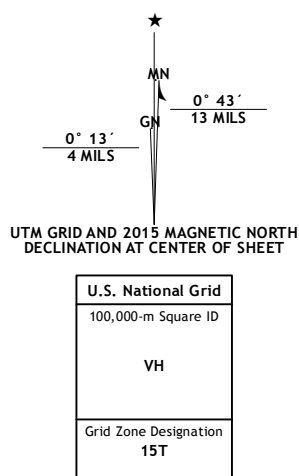 MN
0° 43´
13 MILS
GN
0° 13´
4 MILS
UTM GRID AND 2015 MAGNETIC NORTH
DECLINATION AT CENTER OF SHEET
U.S. National Grid
100,000-m Square ID
VH
Grid Zone Designation
15T